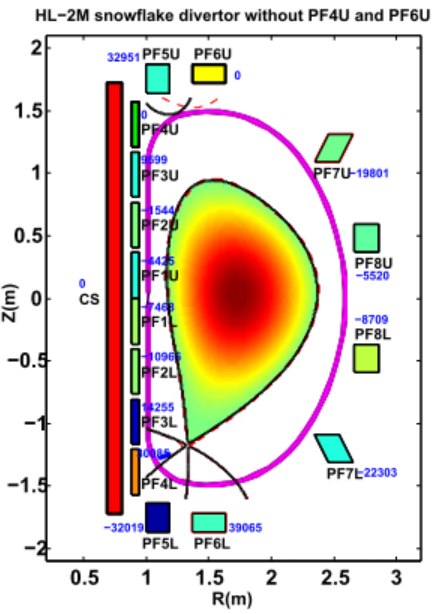 HL−2M snowflake divertor without PF4U and PF6U
32951
PF5U
PF6U
0
0
PF4U
PF3U
PF7U
−19801
−1544
PF2U
PF8U
−5520
−4425
PF1U
0
CS
−7463
PF1L
−8709
PF8L
PF2L
14255
PF3L
PF4L
PF7L
−22303
−32019
39065
PF5L
PF6L
2
1.5
1
0.5
0
−0.5
−1
−1.5
−2
Z(m)
0.5
1
1.5
2
2.5
3
R(m)